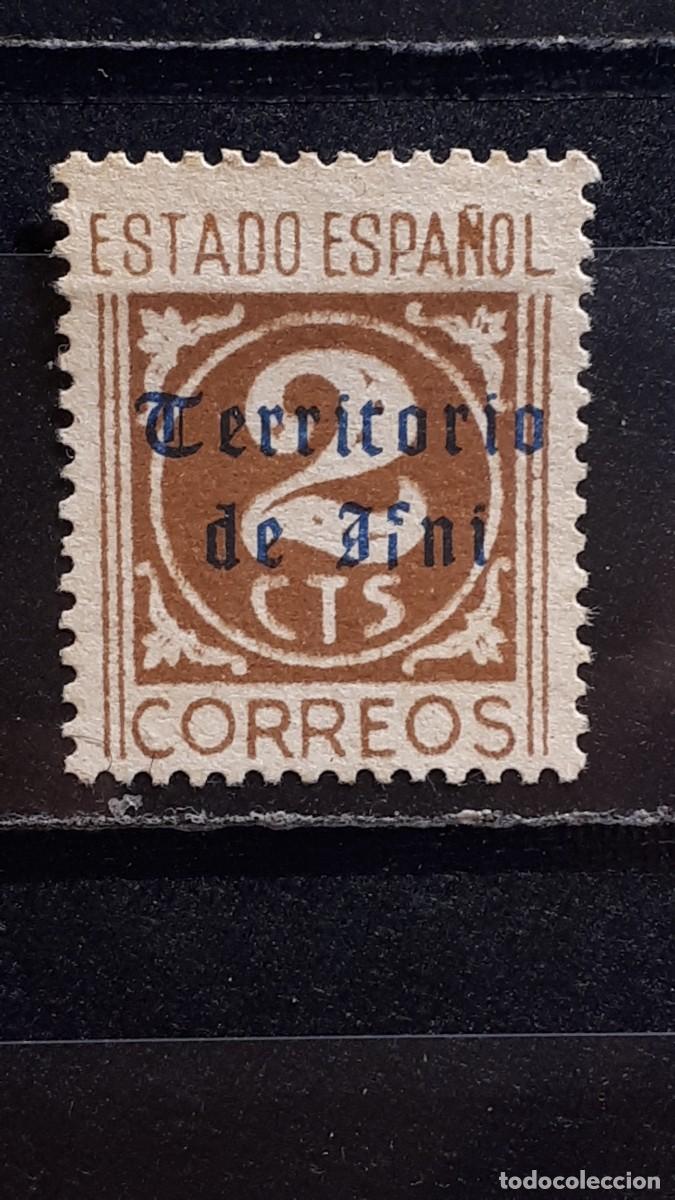 ESTADO ESPAÑOL
2
Territorio
de Ifni
CTS
CORREOS
todocoleccion